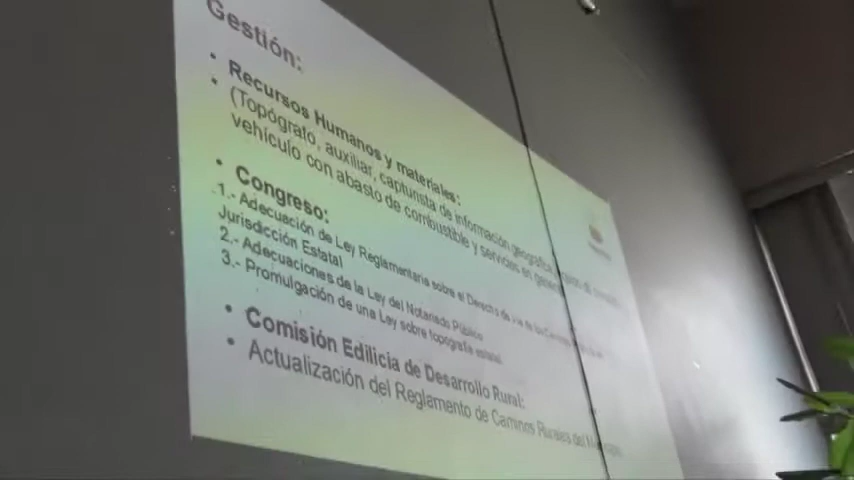 Gestión:
• Recursos Humanos y materiales:
• (Topógrafo, auxiliar, capturista de información geográfica,
vehículo con abasto de combustible y servicios en general
• Congreso:
1.- Adecuación de Ley Reglamentaria sobre el Derecho de
Jurisdicción Estatal
2.- Adecuaciones de la Ley del Notariado Público
3.- Promulgación de una Ley sobre topografía estatal
• Comisión Edilicia de Desarrollo Rural:
• Actualización del Reglamento de Caminos Rurales del